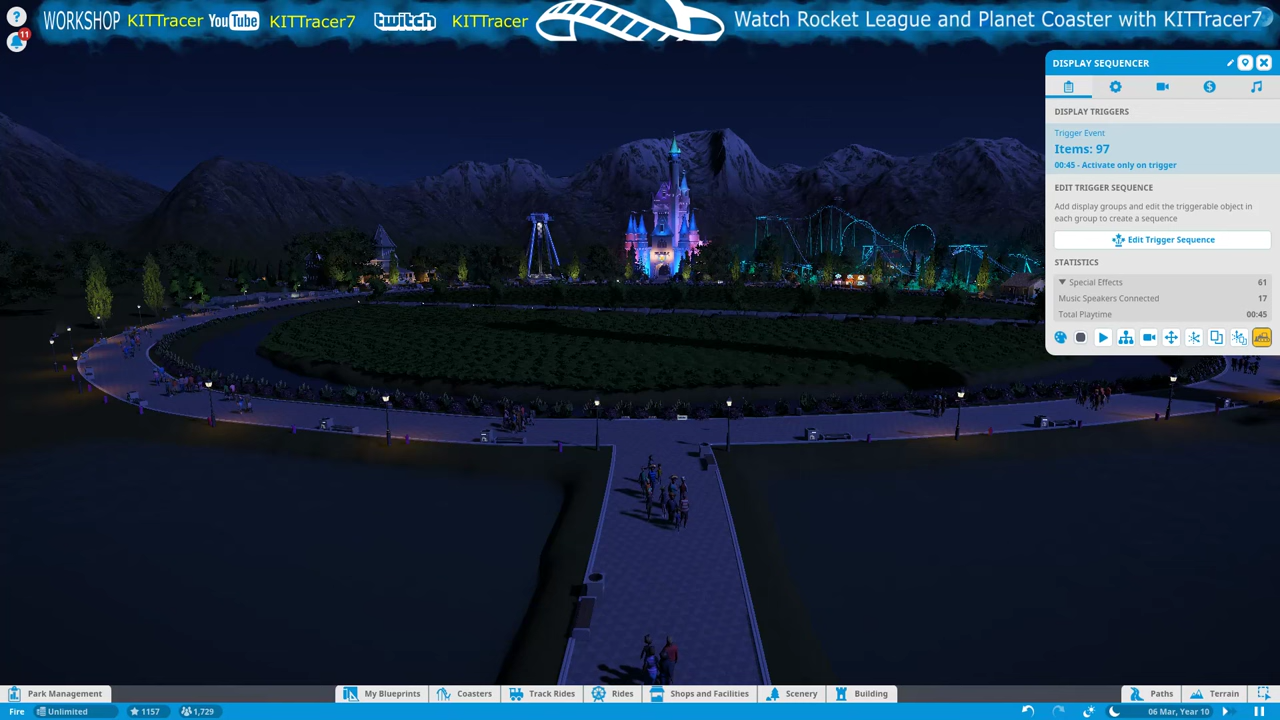 WORKSHOP KITTracer YouTube KITTracer7 twitch KITTracer Watch Rocket League and Planet Coaster with KITTracer7
?
11
DISPLAY SEQUENCER
DISPLAY TRIGGERS
Trigger Event
Items: 97
00:45 - Activate only on trigger
EDIT TRIGGER SEQUENCE
Add display groups and edit the triggerable object in
each group to create a sequence
Edit Trigger Sequence
STATISTICS
Special Effects 61
Music Speakers Connected 17
Total Playtime 00:45
Park Management My Blueprints Coasters Track Rides Rides Shops and Facilities Scenery Building Paths Terrain
Fire Unlimited 1157 1,729 06 Mar, Year 10